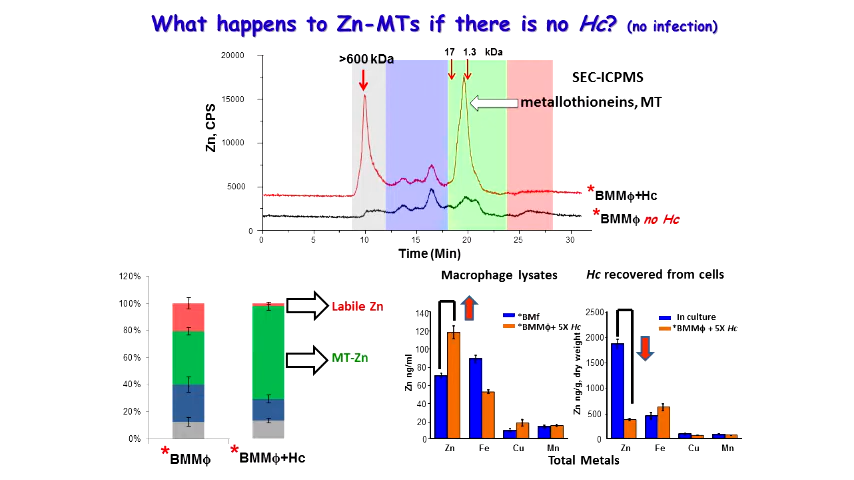 What happens to Zn-MTs if there is no Hc? (no infection)
>600 kDa
17 1.3 kDa
SEC-ICPMS
metallothioneins, MT
20000
15000
10000
5000
0
Zn, CPS
*BMMϕ+Hc
*BMMϕ no Hc
0 5 10 15 20 25 30
Time (Min)
120%
100%
80%
60%
40%
20%
0%
Labile Zn
MT-Zn
*BMMϕ
*BMMϕ+Hc
Macrophage lysates
*BMf
*BMMϕ+ 5X Hc
140
120
100
80
60
40
20
0
Zn ng/ml
Zn Fe Cu Mn
Hc recovered from cells
In culture
*BMMϕ + 5X Hc
2500
2000
1500
1000
500
0
Zn ng/g, dry weight
Zn Fe Cu Mn
Total Metals